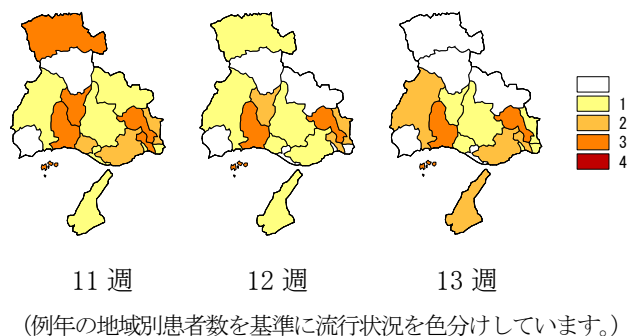 1
2
3
4
11 週
12 週
13 週
(例年の地域別患者数を基準に流行状況を色分けしています。)